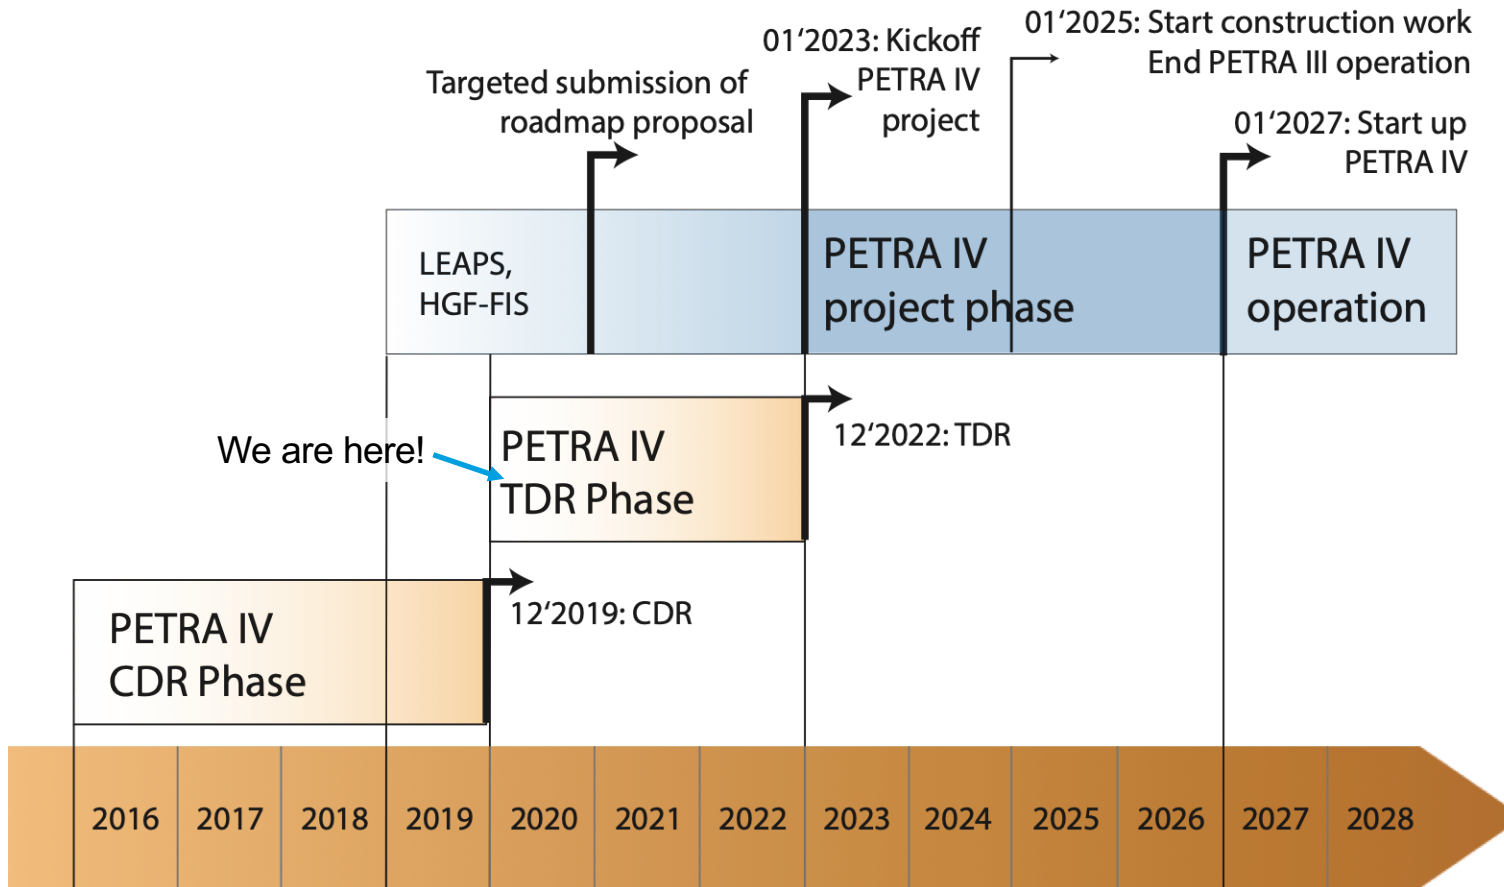 01‘2025: Start construction work
End PETRA III operation
01‘2023: Kickoff
PETRA IV
project
Targeted submission of
roadmap proposal
01‘2027: Start up
PETRA IV
LEAPS,
HGF-FIS
PETRA IV
project phase
PETRA IV
operation
We are here!
PETRA IV
TDR Phase
12‘2022: TDR
PETRA IV
CDR Phase
12‘2019: CDR
2016 2017 2018 2019 2020 2021 2022 2023 2024 2025 2026 2027 2028